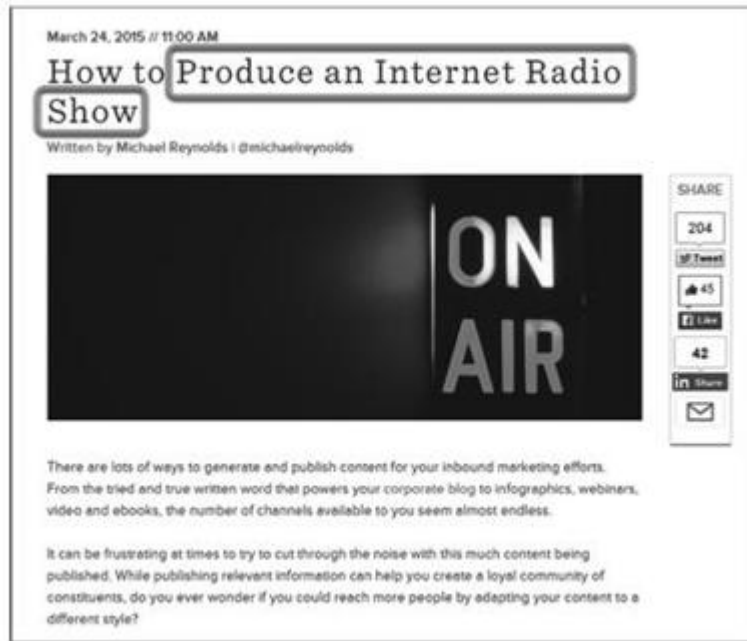 March 24, 2015 // 11:00 AM
How to Produce an Internet Radio
Show
Written by Michael Reynolds | @michaelreynolds
ON
AIR
SHARE
204
Tweet
45
Like
42
in Share
There are lots of ways to generate and publish content for your inbound marketing efforts.
From the tried and true written word that powers your corporate blog to infographics, webinars,
video and ebooks, the number of channels available to you seem almost endless.
It can be frustrating at times to try to cut through the noise with this much content being
published. While publishing relevant information can help you create a loyal community of
constituents, do you ever wonder if you could reach more people by adapting your content to a
different style?